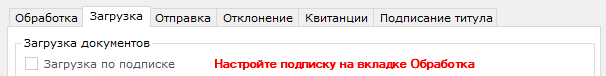 Обработка Загрузка Отправка Отклонение Квитанции Подписание титула
Загрузка документов
Загрузка по подписке Настройте подписку на вкладке Обработка